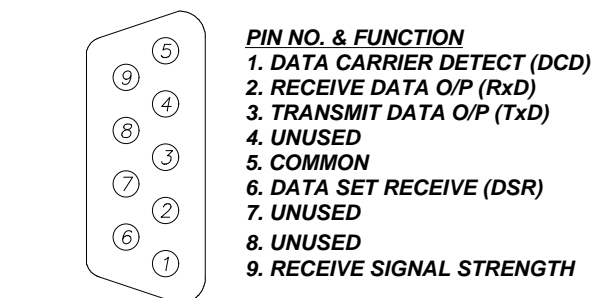 5
9
4
8
3
7
2
6
1
PIN NO. & FUNCTION
1. DATA CARRIER DETECT (DCD)
2. RECEIVE DATA O/P (RxD)
3. TRANSMIT DATA O/P (TxD)
4. UNUSED
5. COMMON
6. DATA SET RECEIVE (DSR)
7. UNUSED
8. UNUSED
9. RECEIVE SIGNAL STRENGTH